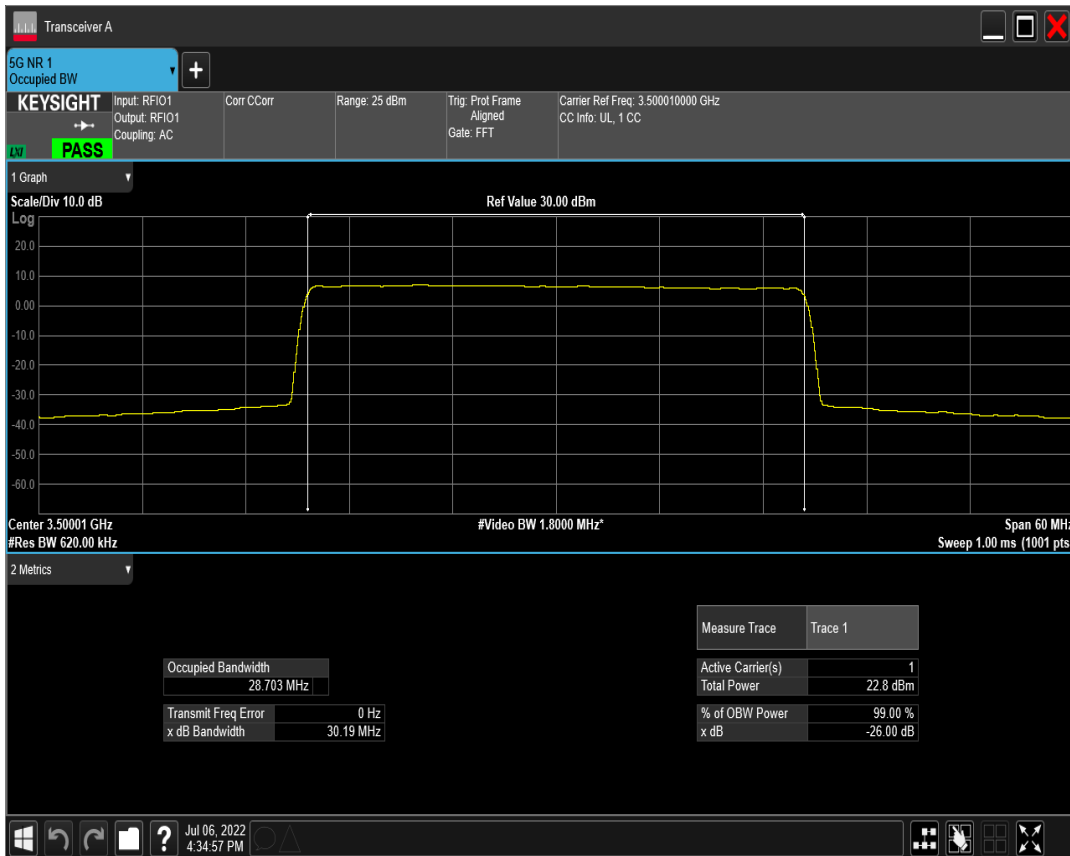 Transceiver A
5G NR 1
Occupied BW
KEYSIGHT
LXI
PASS
Input: RFIO1
Output: RFIO1
Coupling: AC
Corr CCorr
Range: 25 dBm
Trig: Prot Frame
Aligned
Gate: FFT
Carrier Ref Freq: 3.500010000 GHz
CC Info: UL, 1 CC
1 Graph
Scale/Div 10.0 dB
Ref Value 30.00 dBm
Log
20.0
10.0
0.00
-10.0
-20.0
-30.0
-40.0
-50.0
-60.0
Center 3.50001 GHz
#Video BW 1.8000 MHz*
Span 60 MHz
#Res BW 620.00 kHz
Sweep 1.00 ms (1001 pts
2 Metrics
Measure Trace Trace 1
Occupied Bandwidth
28.703 MHz
Active Carrier(s) 1
Total Power 22.8 dBm
Transmit Freq Error 0 Hz
x dB Bandwidth 30.19 MHz
% of OBW Power 99.00 %
x dB -26.00 dB
?
Jul 06, 2022
4:34:57 PM